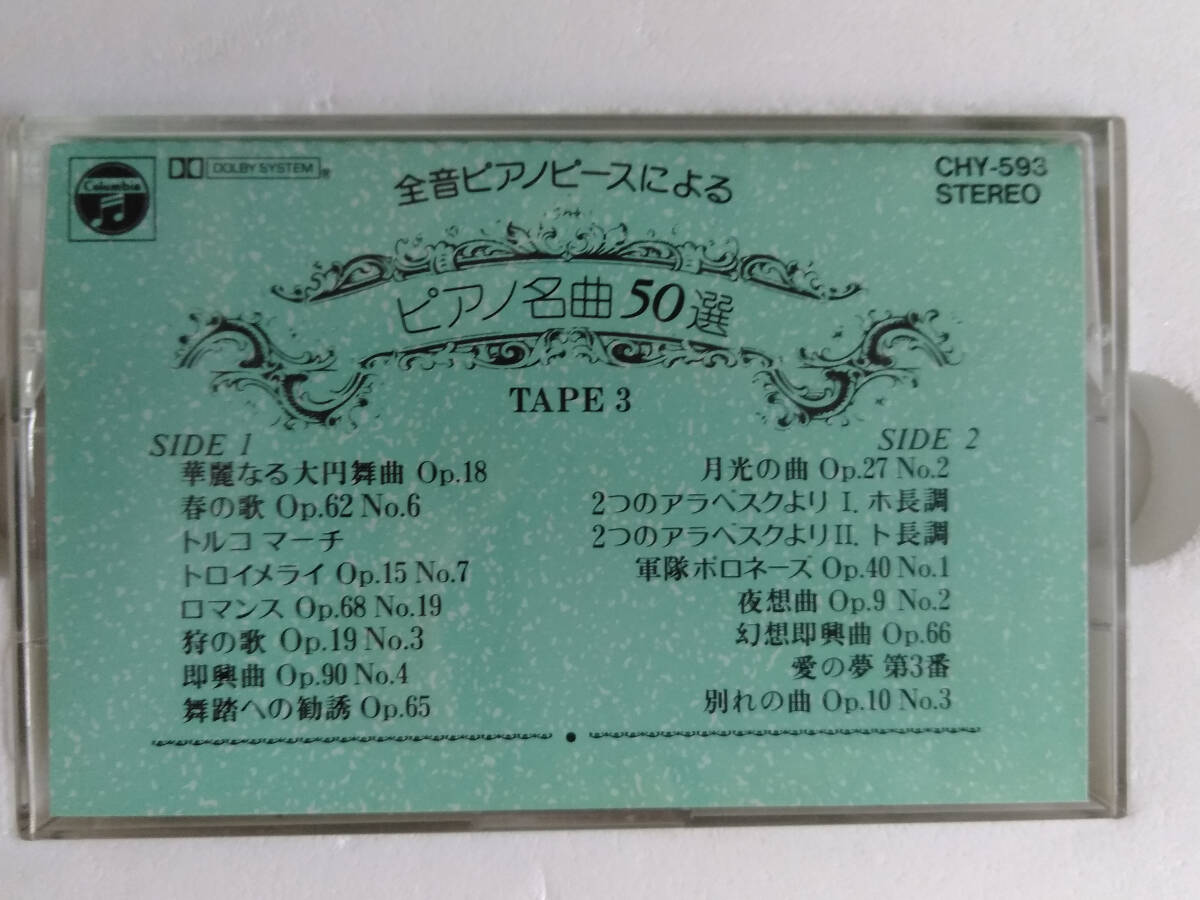 Columbia
DOLBY SYSTEM®
CHY-593
STEREO
全音ピアノピースによる
ピアノ名曲50選
TAPE 3
SIDE 1
華麗なる大円舞曲 Op.18
春の歌 Op.62 No.6
トルコ マーチ
トロイメライ Op.15 No.7
ロマンス Op.68 No.19
狩の歌 Op.19 No.3
即興曲 Op.90 No.4
舞踏への勧誘 Op.65
SIDE 2
月光の曲 Op.27 No.2
2つのアラベスクより I. ホ長調
2つのアラベスクより II. ト長調
軍隊ポロネーズ Op.40 No.1
夜想曲 Op.9 No.2
幻想即興曲 Op.66
愛の夢 第3番
別れの曲 Op.10 No.3